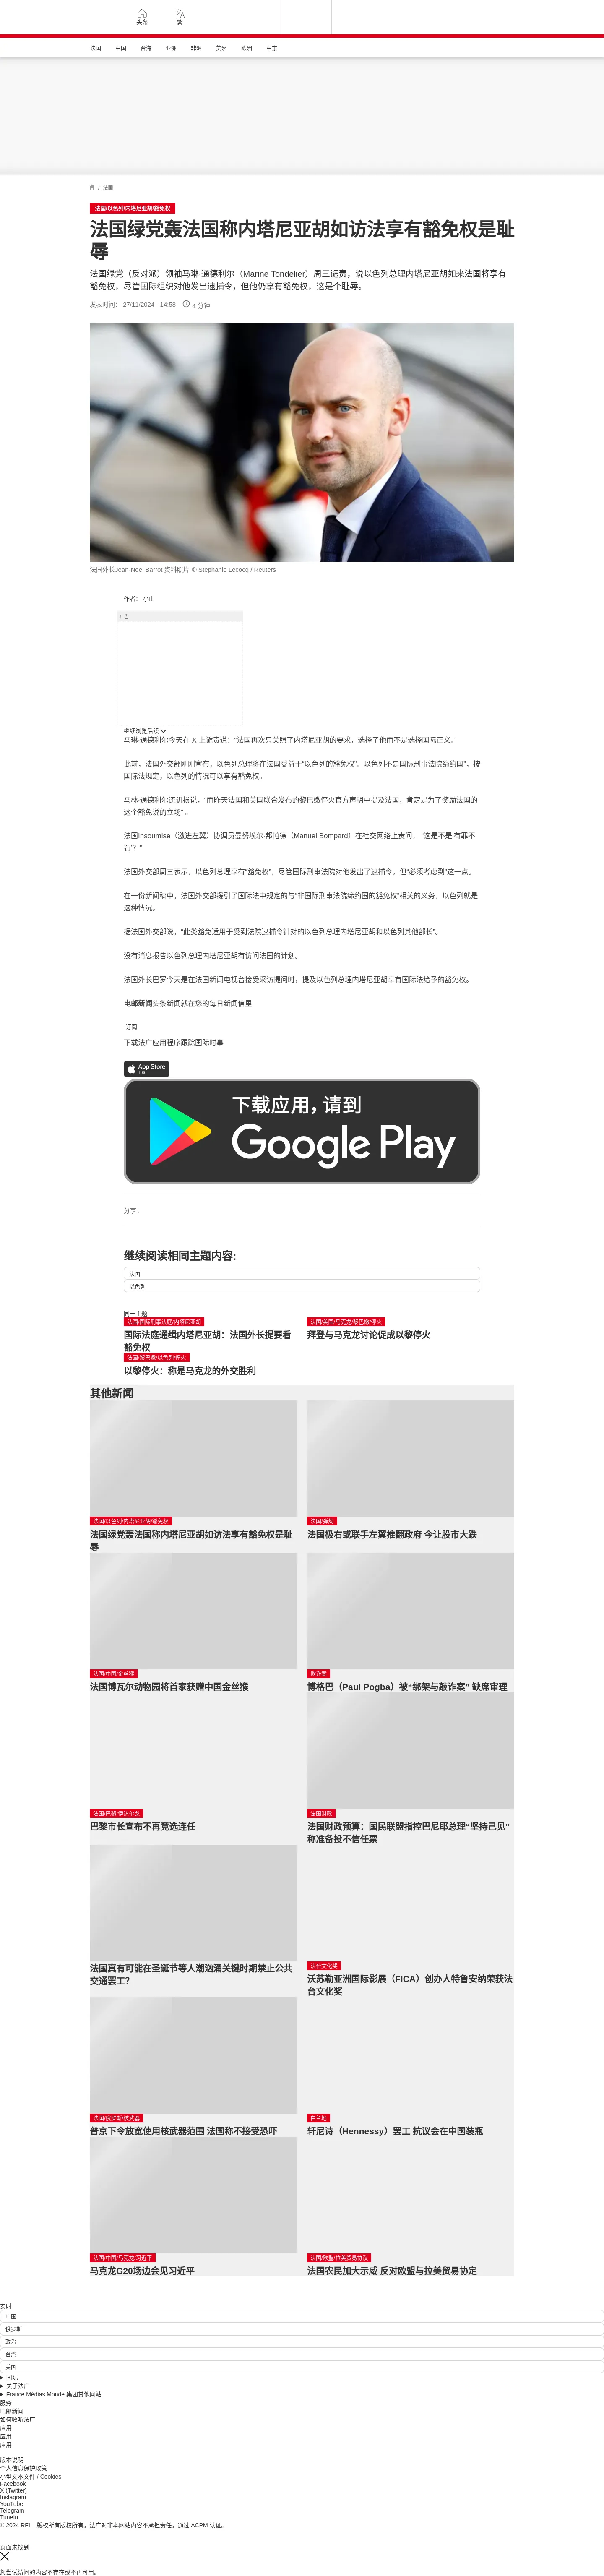 头条
繁
法国
中国
台海
亚洲
非洲
美洲
欧洲
中东
/ 法国
法国/以色列/内塔尼亚胡/豁免权
法国绿党轰法国称内塔尼亚胡如访法享有豁免权是耻
辱
法国绿党（反对派）领袖马琳·通德利尔（Marine Tondelier）周三谴责，说以色列总理内塔尼亚胡如来法国将享有
豁免权，尽管国际组织对他发出逮捕令，但他仍享有豁免权，这是个耻辱。
发表时间： 27/11/2024 - 14:58 4 分钟
法国外长Jean-Noel Barrot 资料照片 © Stephanie Lecocq / Reuters
作者： 小山
广告
继续浏览后续
马琳·通德利尔今天在 X 上谴责道：“法国再次只关照了内塔尼亚胡的要求，选择了他而不是选择国际正义。”
此前，法国外交部刚刚宣布，以色列总理将在法国受益于“以色列的豁免权”。以色列不是国际刑事法院缔约国”，按
国际法规定，以色列的情况可以享有豁免权。
马林·通德利尔还讥损说，“而昨天法国和美国联合发布的黎巴嫩停火官方声明中提及法国，肯定是为了奖励法国的
这个豁免说的立场” 。
法国Insoumise（激进左翼）协调员曼努埃尔·邦帕德（Manuel Bompard）在社交网络上责问， “这是不是‘有罪不
罚’？ ”
法国外交部周三表示，以色列总理享有“豁免权”，尽管国际刑事法院对他发出了逮捕令，但“必须考虑到”这一点。
在一份新闻稿中，法国外交部援引了国际法中规定的与“非国际刑事法院缔约国的豁免权”相关的义务，以色列就是
这种情况。
据法国外交部说，“此类豁免适用于受到法院逮捕令针对的以色列总理内塔尼亚胡和以色列其他部长”。
没有消息报告以色列总理内塔尼亚胡有访问法国的计划。
法国外长巴罗今天是在法国新闻电视台接受采访提问时，提及以色列总理内塔尼亚胡享有国际法给予的豁免权。
电邮新闻头条新闻就在您的每日新闻信里
订阅
下载法广应用程序跟踪国际时事
App Store
下载
下载应用，请到
Google Play
分享 :
继续阅读相同主题内容:
法国
以色列
同一主题
法国/国际刑事法庭/内塔尼亚胡
国际法庭通缉内塔尼亚胡：法国外长提要看
豁免权
法国/美国/马克龙/黎巴嫩/停火
拜登与马克龙讨论促成以黎停火
法国/黎巴嫩/以色列/停火
以黎停火：称是马克龙的外交胜利
其他新闻
法国/以色列/内塔尼亚胡/豁免权
法国绿党轰法国称内塔尼亚胡如访法享有豁免权是耻
辱
法国/弹劾
法国极右或联手左翼推翻政府 今让股市大跌
法国/中国/金丝猴
法国博瓦尔动物园将首家获赠中国金丝猴
欺诈案
博格巴（Paul Pogba）被“绑架与敲诈案” 缺席审理
法国/巴黎/伊达尔戈
巴黎市长宣布不再竞选连任
法国财政
法国财政预算：国民联盟指控巴尼耶总理“坚持己见”
称准备投不信任票
法国真有可能在圣诞节等人潮汹涌关键时期禁止公共
交通罢工？
法台文化奖
沃苏勒亚洲国际影展（FICA）创办人特鲁安纳荣获法
台文化奖
法国/俄罗斯/核武器
普京下令放宽使用核武器范围 法国称不接受恐吓
白兰地
轩尼诗（Hennessy）罢工 抗议会在中国装瓶
法国/中国/马克龙/习近平
马克龙G20场边会见习近平
法国/欧盟/拉美贸易协议
法国农民加大示威 反对欧盟与拉美贸易协定
实时
中国
俄罗斯
政治
台湾
美国
国际
关于法广
France Médias Monde 集团其他网站
服务
电邮新闻
如何收听法广
应用
应用
应用
版本说明
个人信息保护政策
小型文本文件 / Cookies
Facebook
X (Twitter)
Instagram
YouTube
Telegram
TuneIn
© 2024 RFI – 版权所有版权所有。法广对非本网站内容不承担责任。通过 ACPM 认证。
页面未找到
您尝试访问的内容不存在或不再可用。